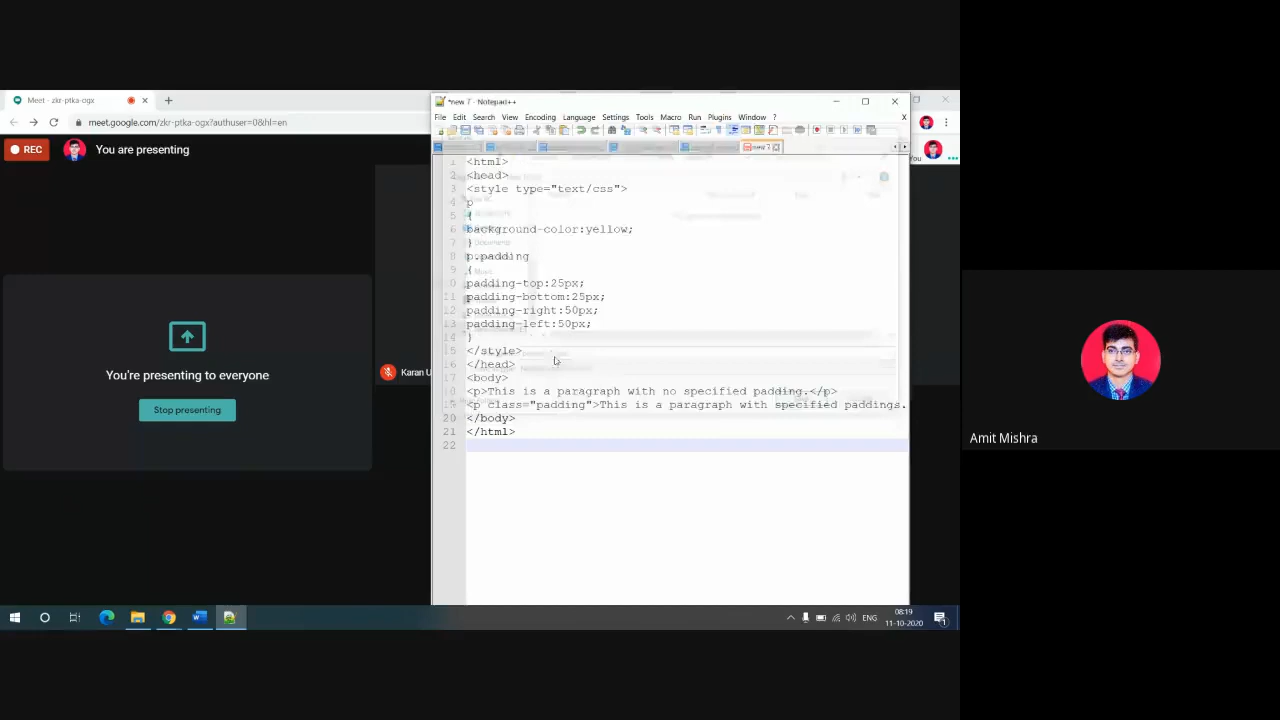 Meet - zkr-ptka-ogx
*new 7 - Notepad++
meet.google.com/zkr-ptka-ogx?authuser=0&hl=en
File Edit Search View Encoding Language Settings Tools Macro Run Plugins Window ? X
REC
You are presenting
new 7
You
1 <html>
2 <head>
3 <style type="text/css">
4 p
5 {
6 background-color:yellow;
7 }
8 p.padding
9 {
10 padding-top:25px;
11 padding-bottom:25px;
12 padding-right:50px;
13 padding-left:50px;
14 }
15 </style>
16 </head>
17 <body>
18 <p>This is a paragraph with no specified padding.</p>
19 <p class="padding">This is a paragraph with specified paddings.
20 </body>
21 </html>
22
You're presenting to everyone
Stop presenting
Karan U
Amit Mishra
ENG
08:19
11-10-2020